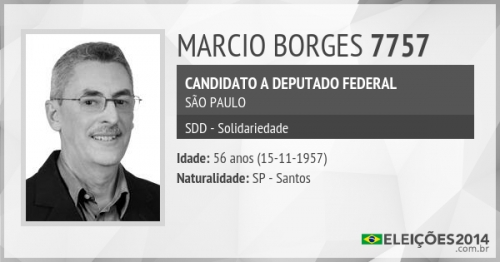 MARCIO BORGES 7757
CANDIDATO A DEPUTADO FEDERAL
SÃO PAULO
SDD - Solidariedade
Idade: 56 anos (15-11-1957)
Naturalidade: SP - Santos
ELEIÇÕES2014
.com.br